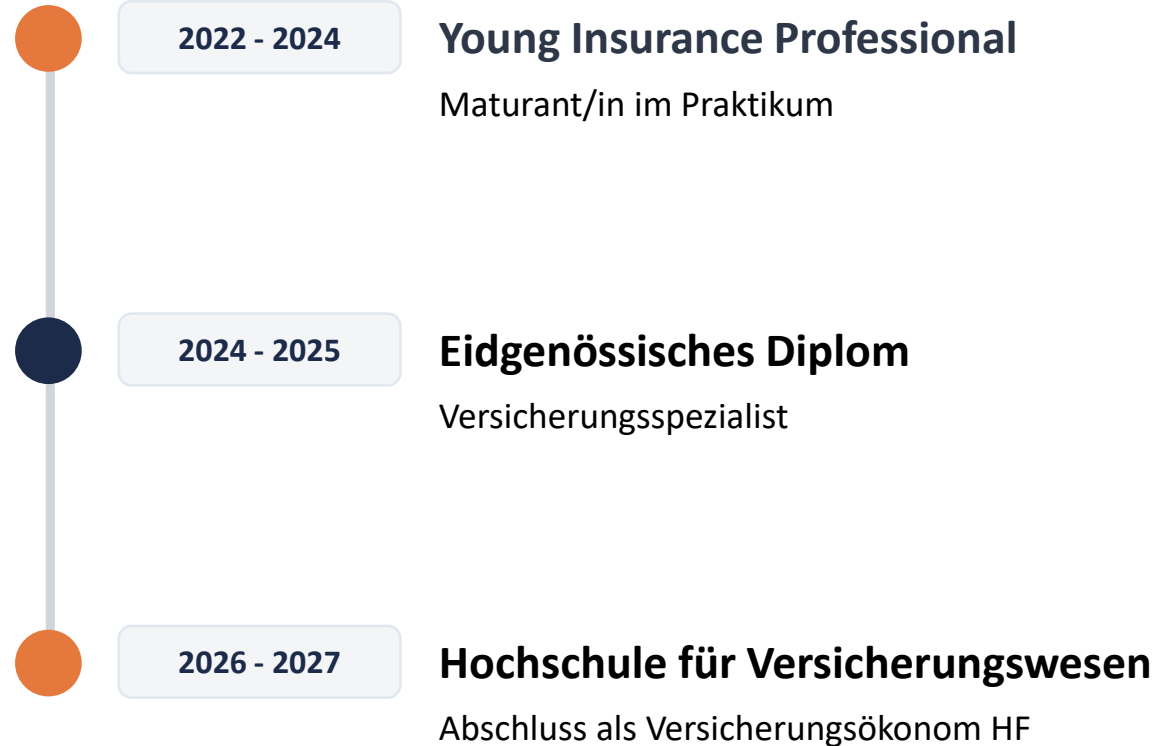 2022 - 2024
Young Insurance Professional
Maturant/in im Praktikum
2024 - 2025
Eidgenössisches Diplom
Versicherungsspezialist
2026 - 2027
Hochschule für Versicherungswesen
Abschluss als Versicherungsökonom HF